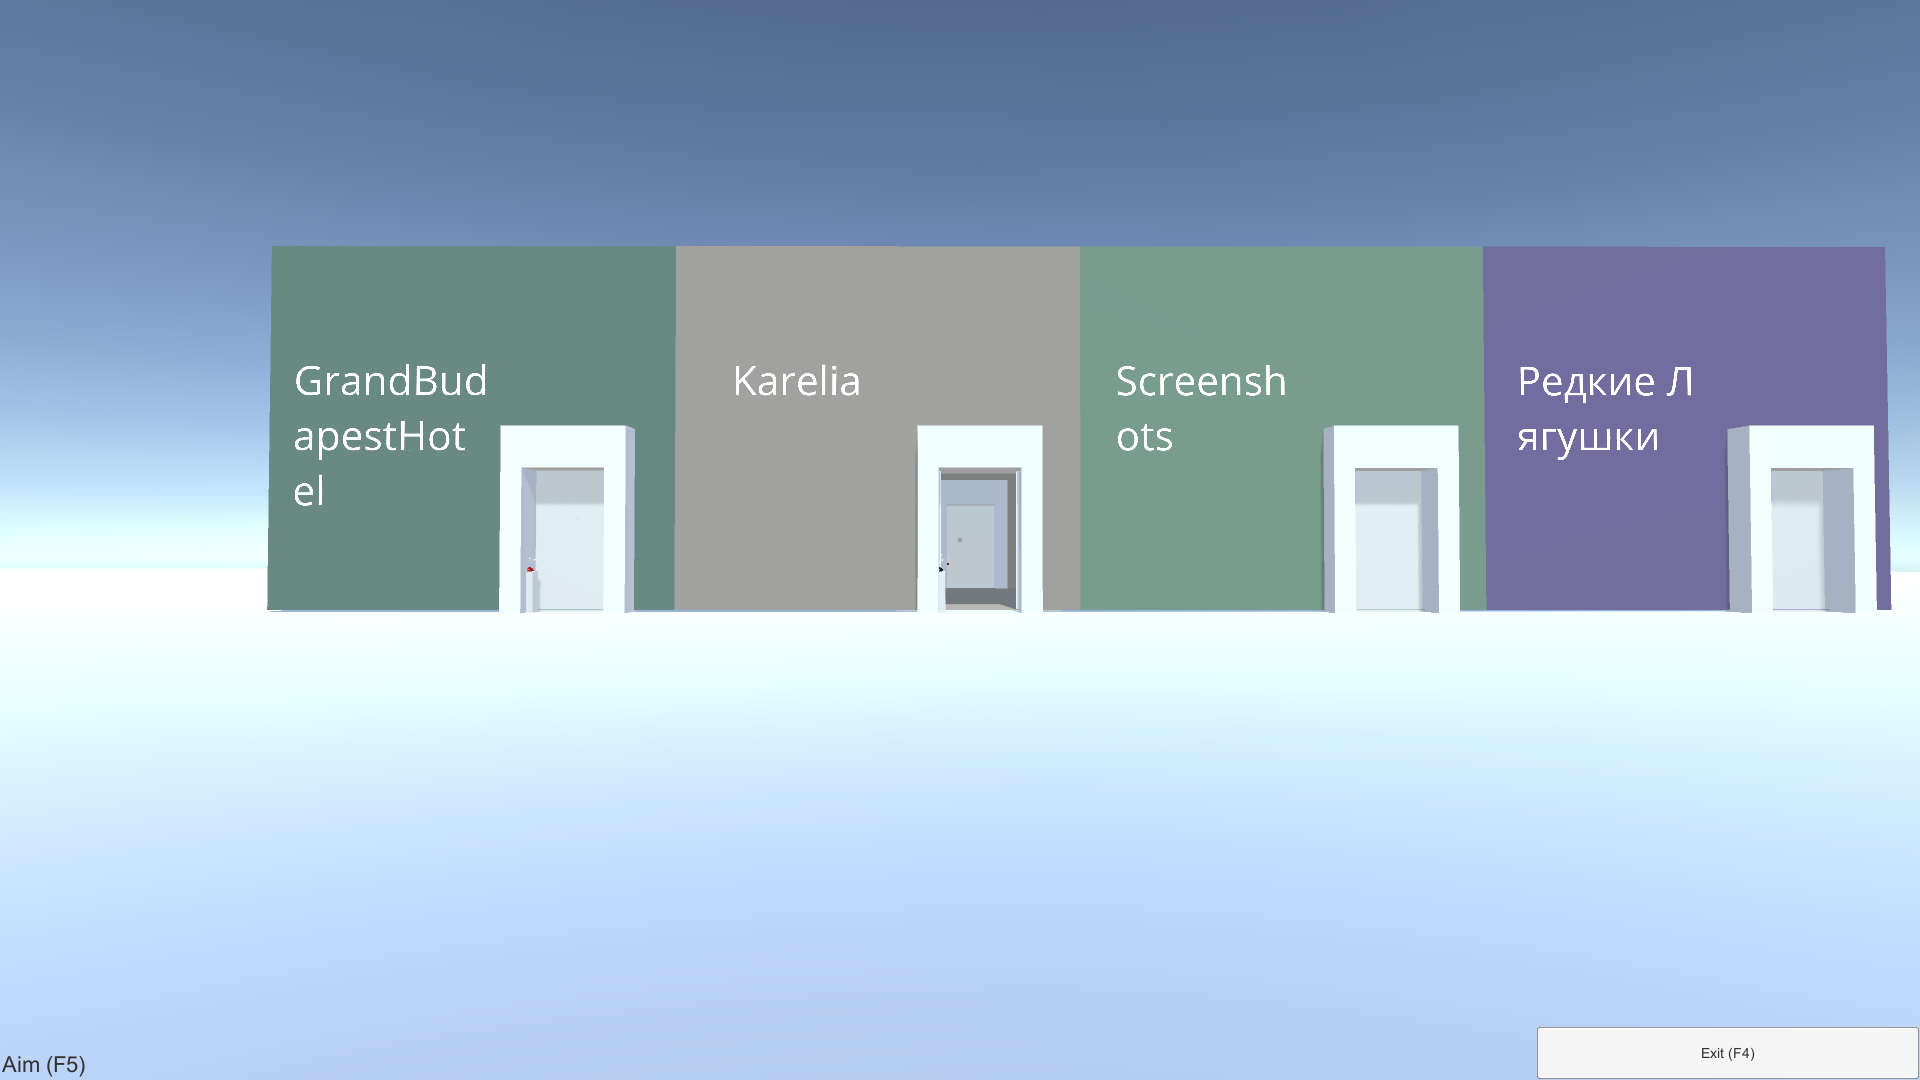 GrandBud
apestHot
el
Karelia
Screensh
ots
Редкие Л
ягушки
Aim (F5)
Exit (F4)